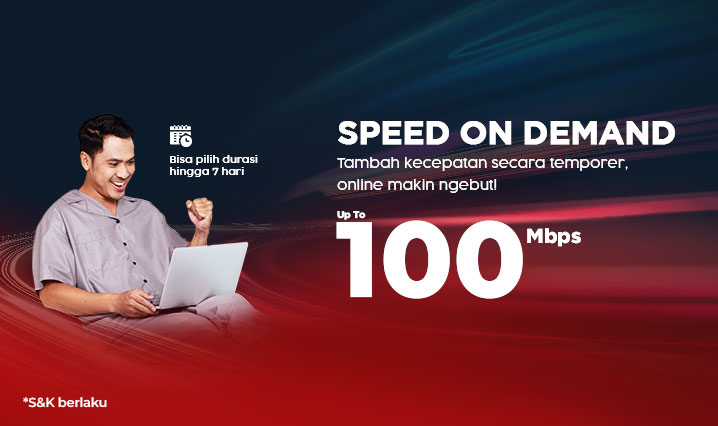 Bisa pilih durasi
hingga 7 hari
SPEED ON DEMAND
Tambah kecepatan secara temporer,
online makin ngebut!
Up To
100 Mbps
*S&K berlaku